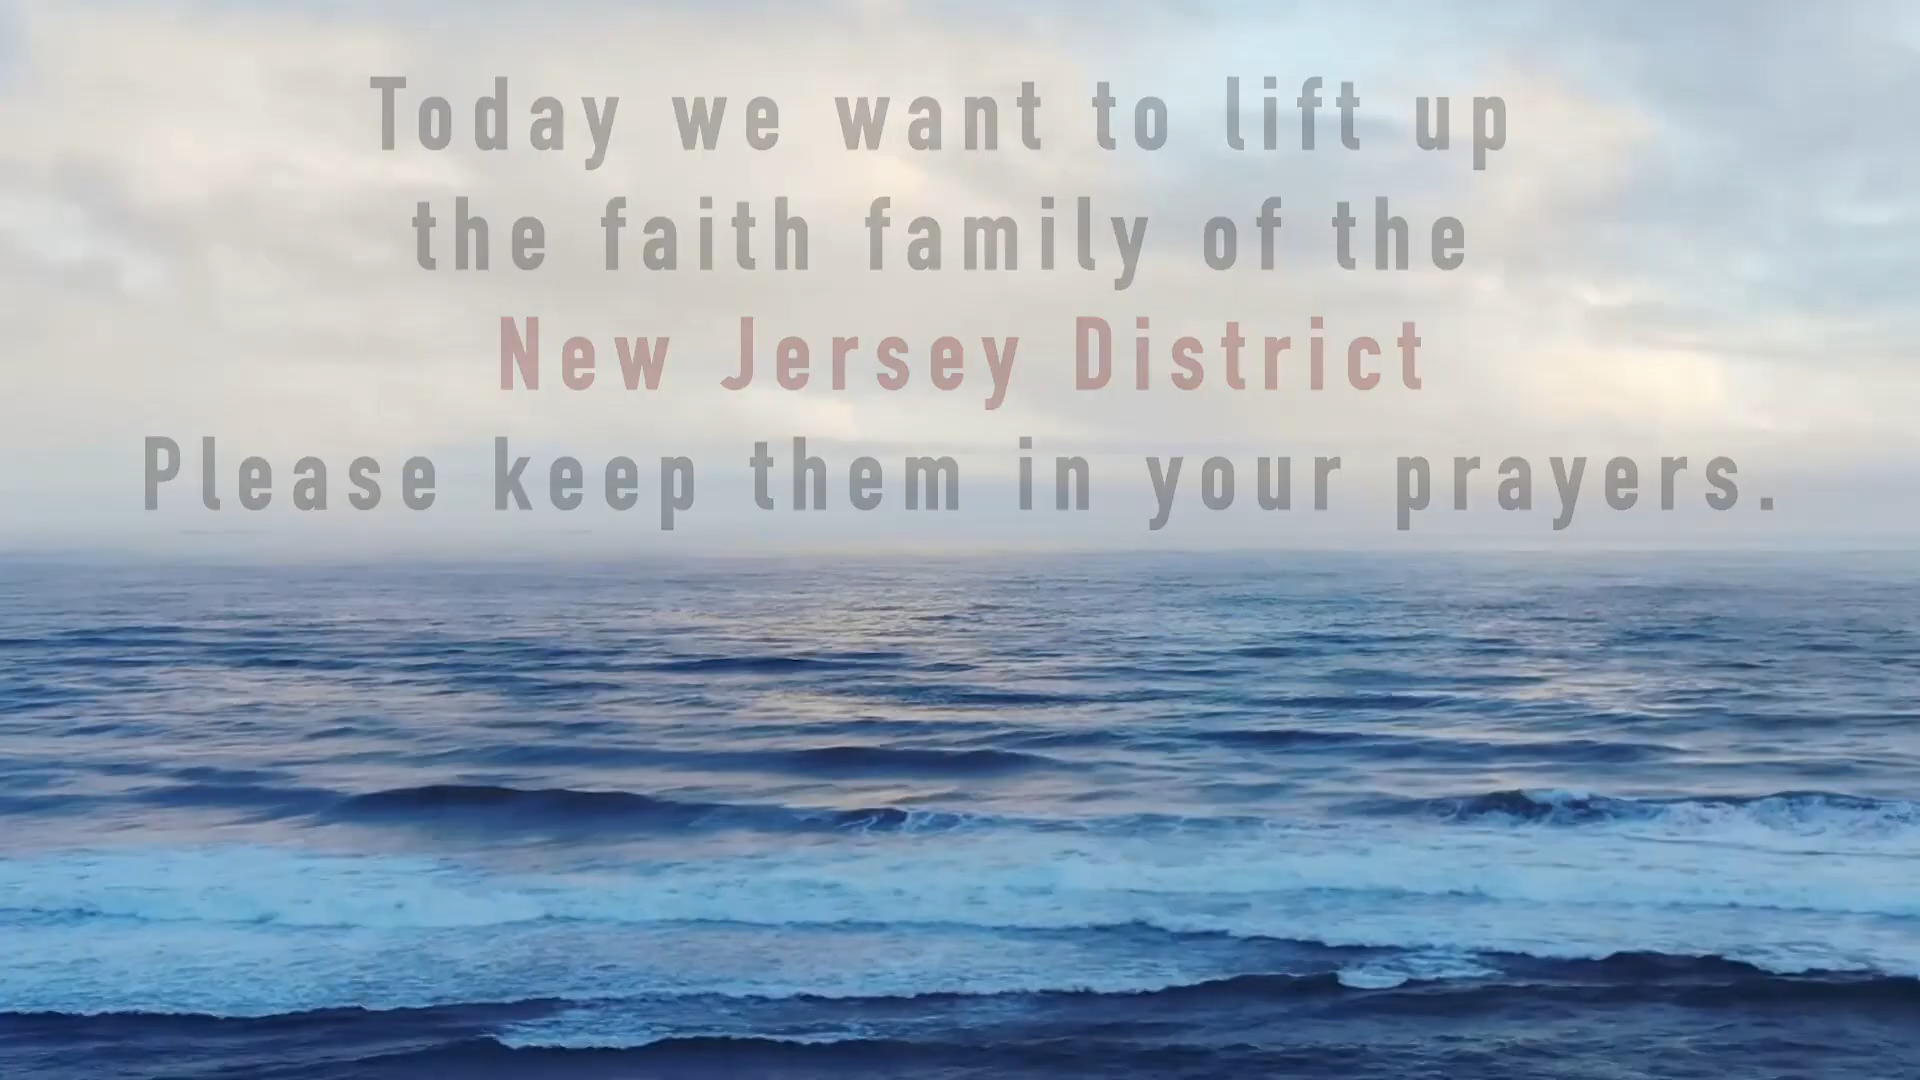 Today we want to lift up
the faith family of the
New Jersey District
Please keep them in your prayers.